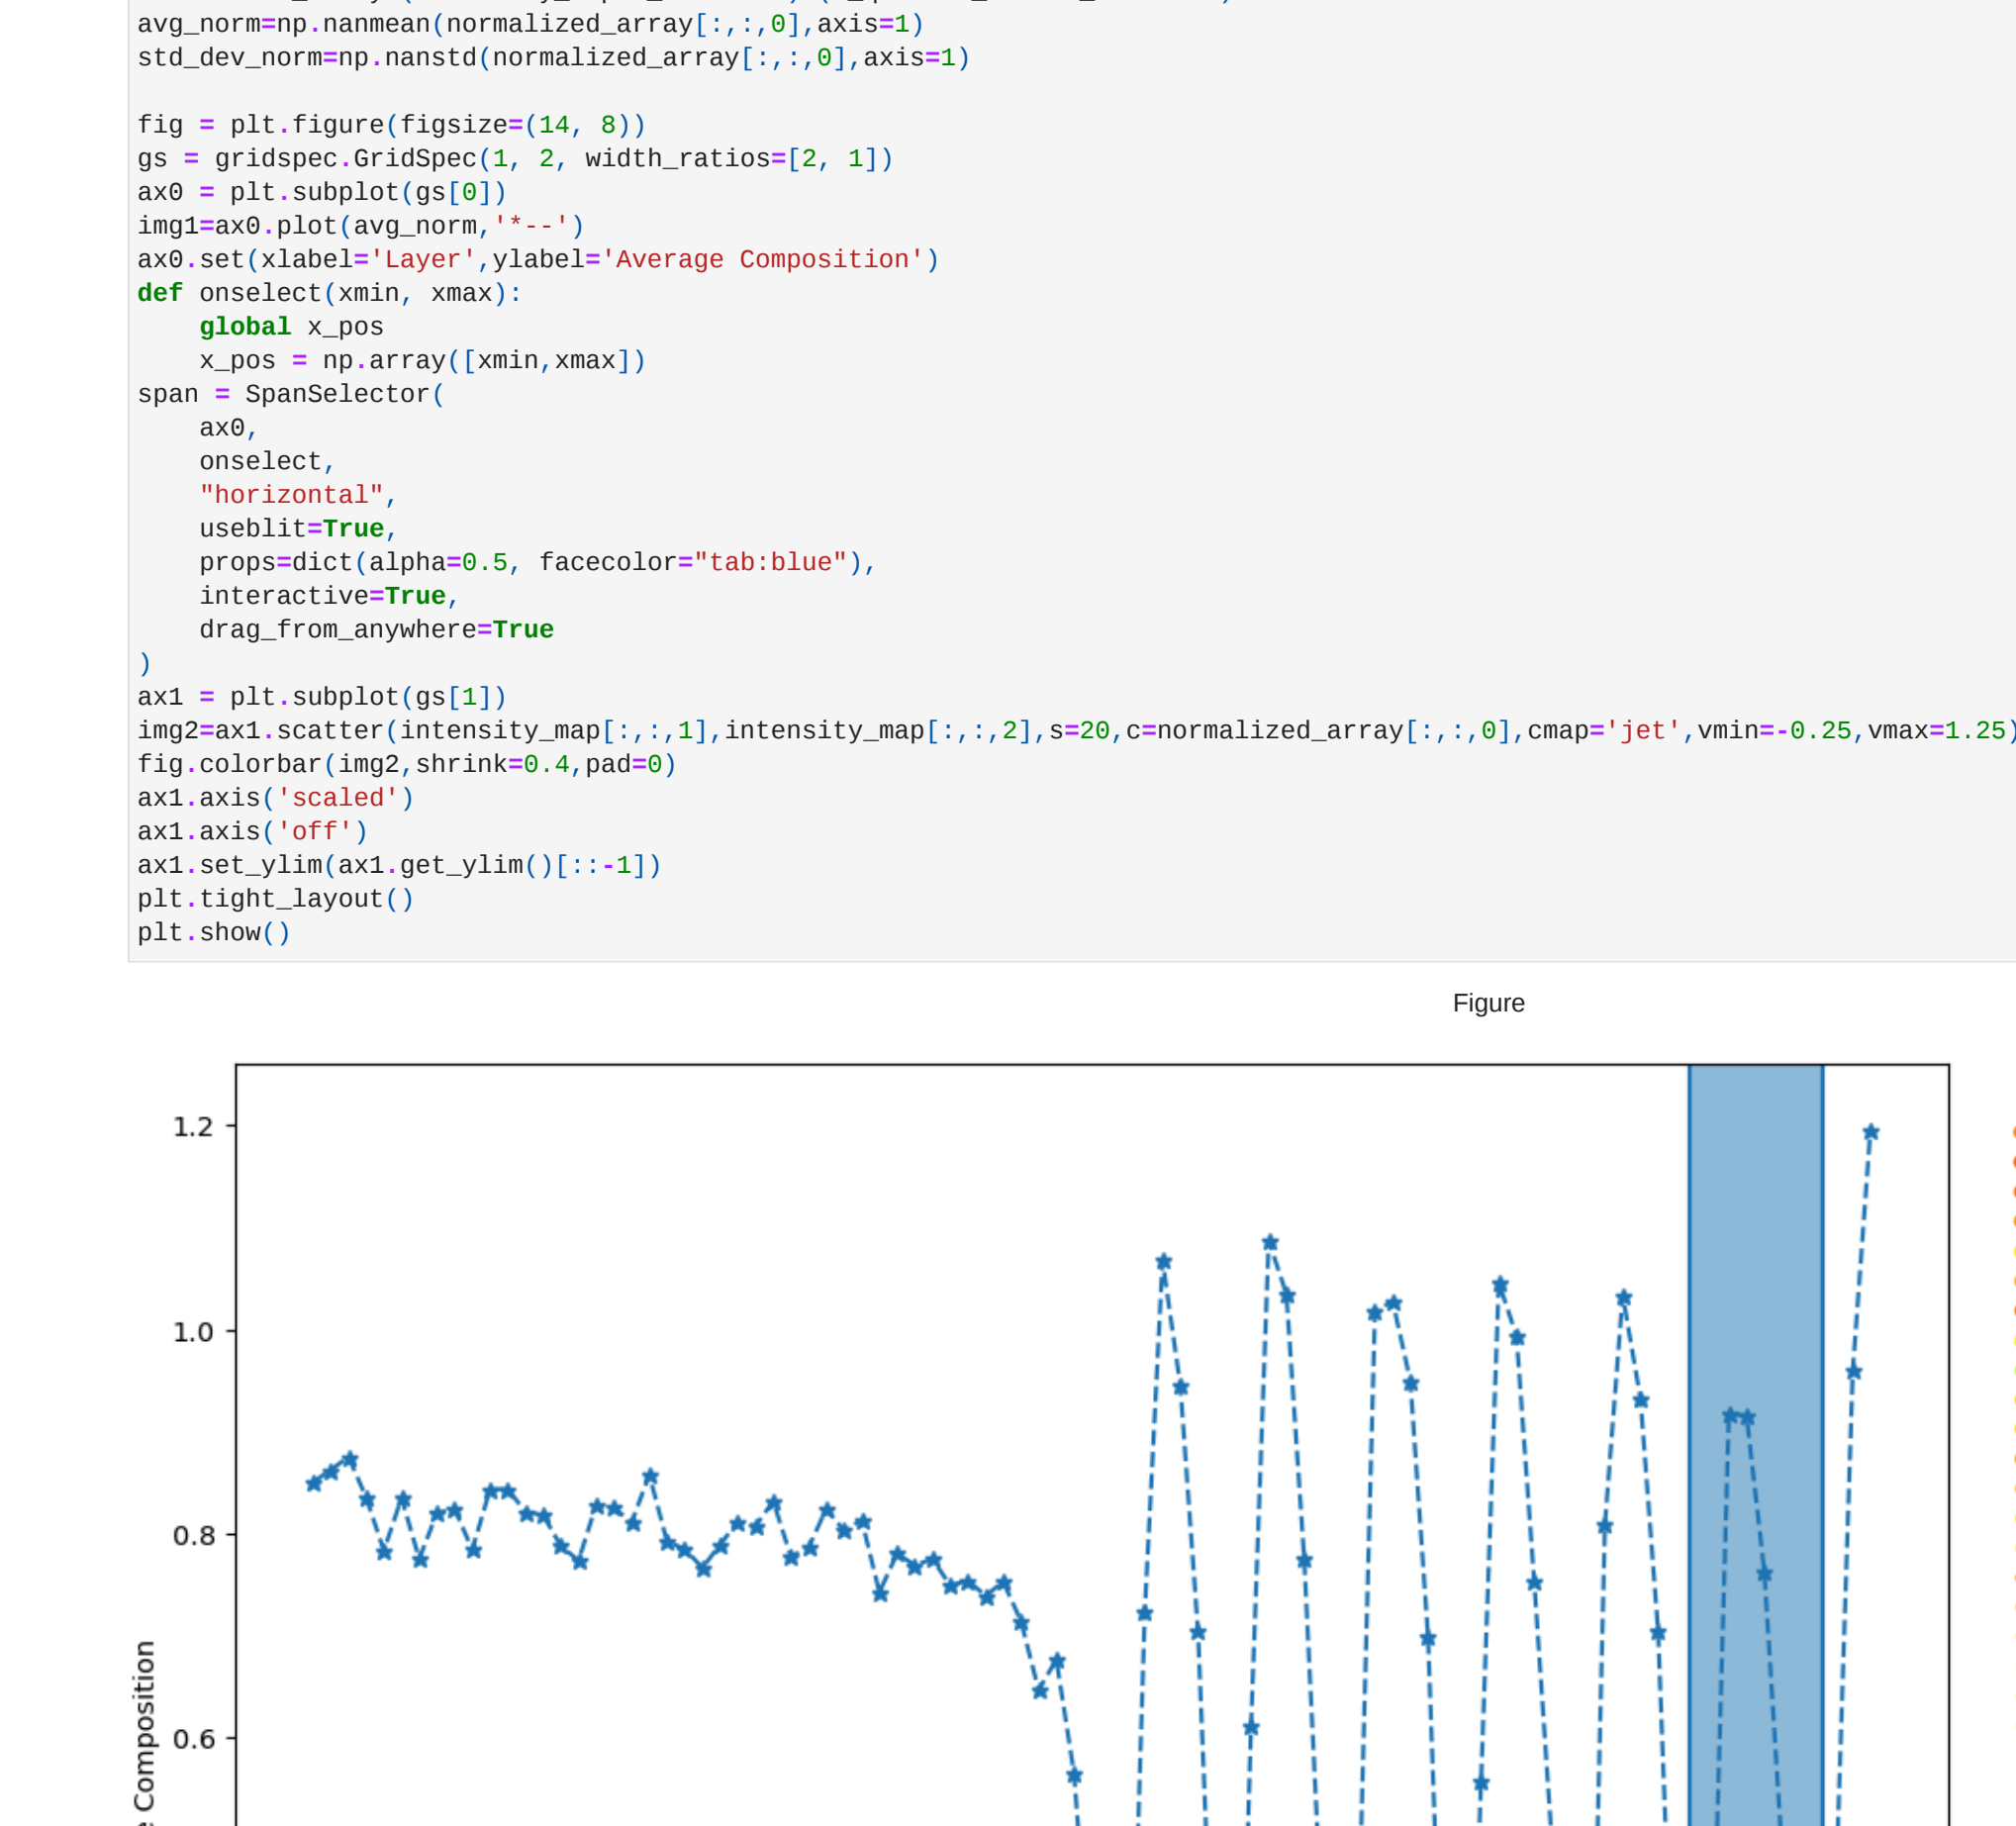 avg_norm=np.nanmean(normalized_array[:,:,0],axis=1)
std_dev_norm=np.nanstd(normalized_array[:,:,0],axis=1)
fig = plt.figure(figsize=(14, 8))
gs = gridspec.GridSpec(1, 2, width_ratios=[2, 1])
ax0 = plt.subplot(gs[0])
img1=ax0.plot(avg_norm,'*--')
ax0.set(xlabel='Layer',ylabel='Average Composition')
def onselect(xmin, xmax):
    global x_pos
    x_pos = np.array([xmin,xmax])
span = SpanSelector(
    ax0,
    onselect,
    "horizontal",
    useblit=True,
    props=dict(alpha=0.5, facecolor="tab:blue"),
    interactive=True,
    drag_from_anywhere=True
)
ax1 = plt.subplot(gs[1])
img2=ax1.scatter(intensity_map[:,:,1],intensity_map[:,:,2],s=20,c=normalized_array[:,:,0],cmap='jet',vmin=-0.25,vmax=1.25)
fig.colorbar(img2,shrink=0.4,pad=0)
ax1.axis('scaled')
ax1.axis('off')
ax1.set_ylim(ax1.get_ylim()[::-1])
plt.tight_layout()
plt.show()
Figure
1.2
1.0
0.8
0.6
Composition